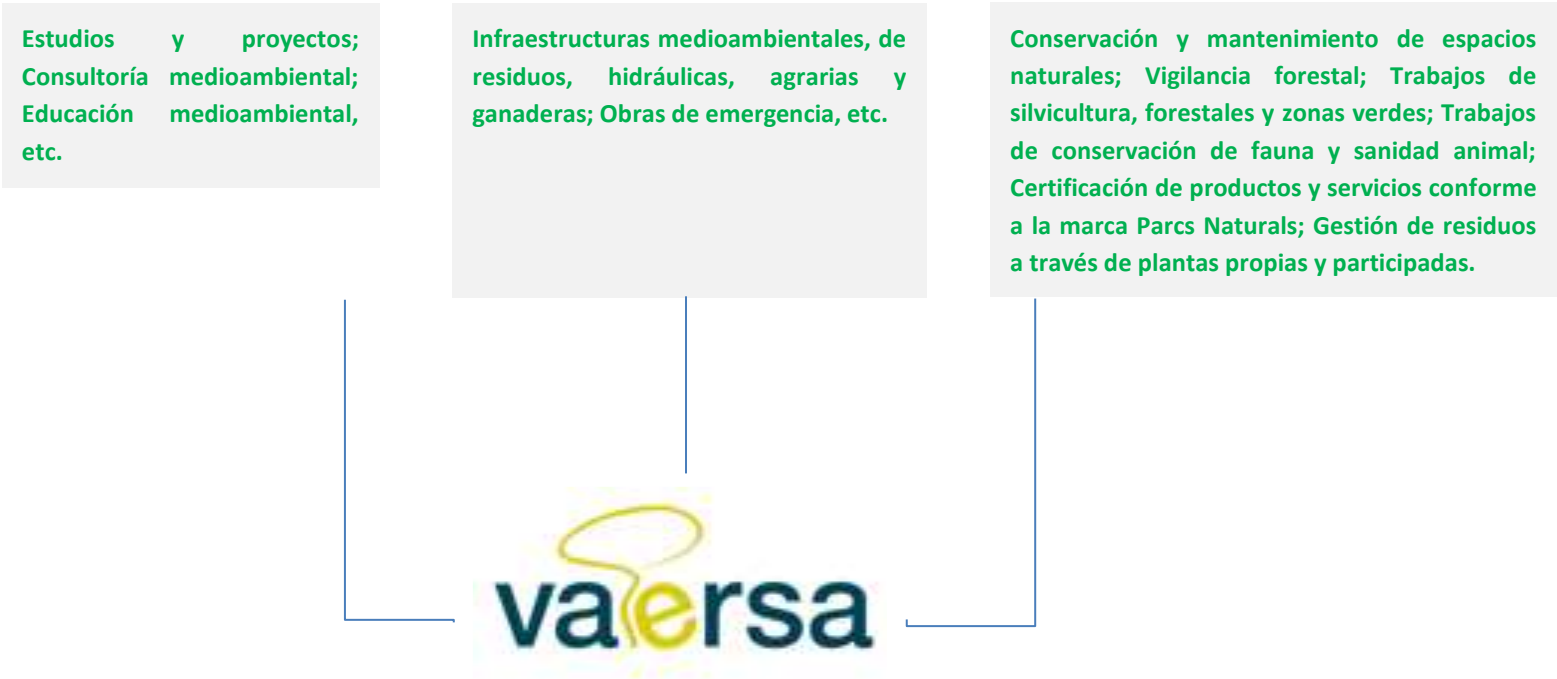 Estudios y proyectos;
Consultoría medioambiental;
Educación medioambiental,
etc.
Infraestructuras medioambientales, de
residuos, hidráulicas, agrarias y
ganaderas; Obras de emergencia, etc.
Conservación y mantenimiento de espacios
naturales; Vigilancia forestal; Trabajos de
silvicultura, forestales y zonas verdes; Trabajos
de conservación de fauna y sanidad animal;
Certificación de productos y servicios conforme
a la marca Parcs Naturals; Gestión de residuos
a través de plantas propias y participadas.
vaersa